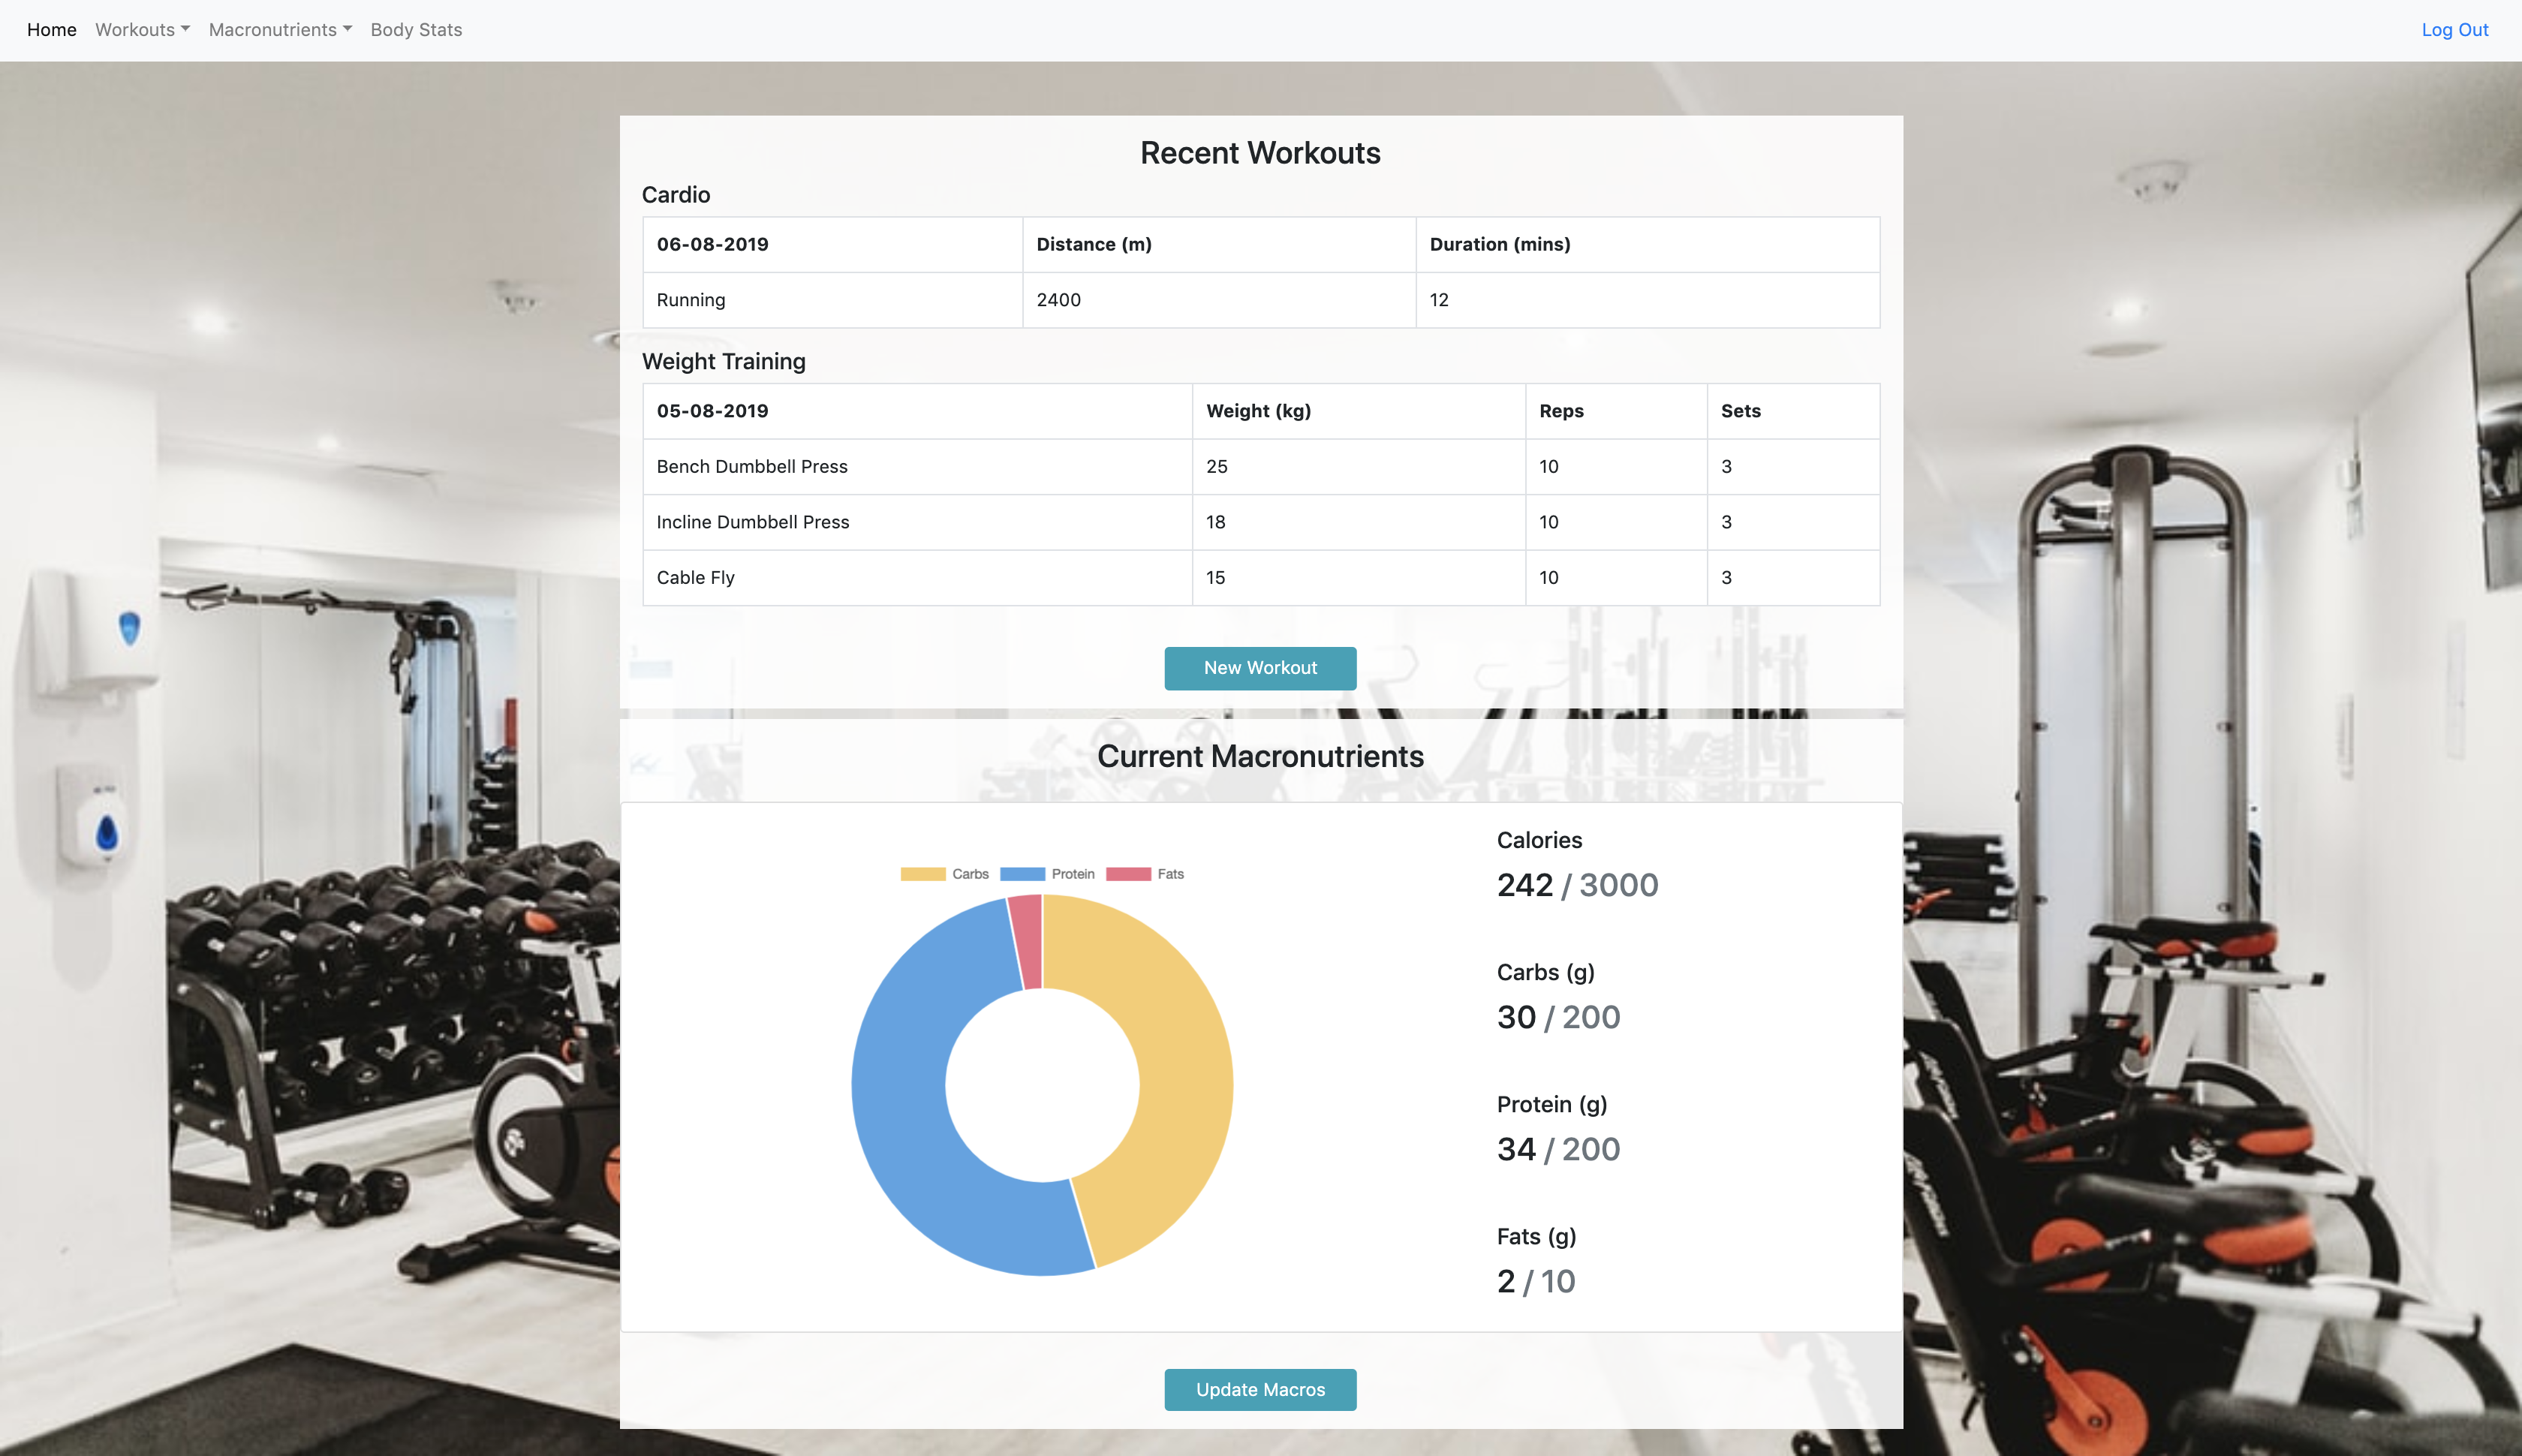 Home Workouts Macronutrients Body Stats Log Out
Recent Workouts
Cardio
06-08-2019 Distance (m) Duration (mins)
Running 2400 12
Weight Training
05-08-2019 Weight (kg) Reps Sets
Bench Dumbbell Press 25 10 3
Incline Dumbbell Press 18 10 3
Cable Fly 15 10 3
New Workout
Current Macronutrients
Carbs Protein Fats
Calories
242 / 3000
Carbs (g)
30 / 200
Protein (g)
34 / 200
Fats (g)
2 / 10
Update Macros